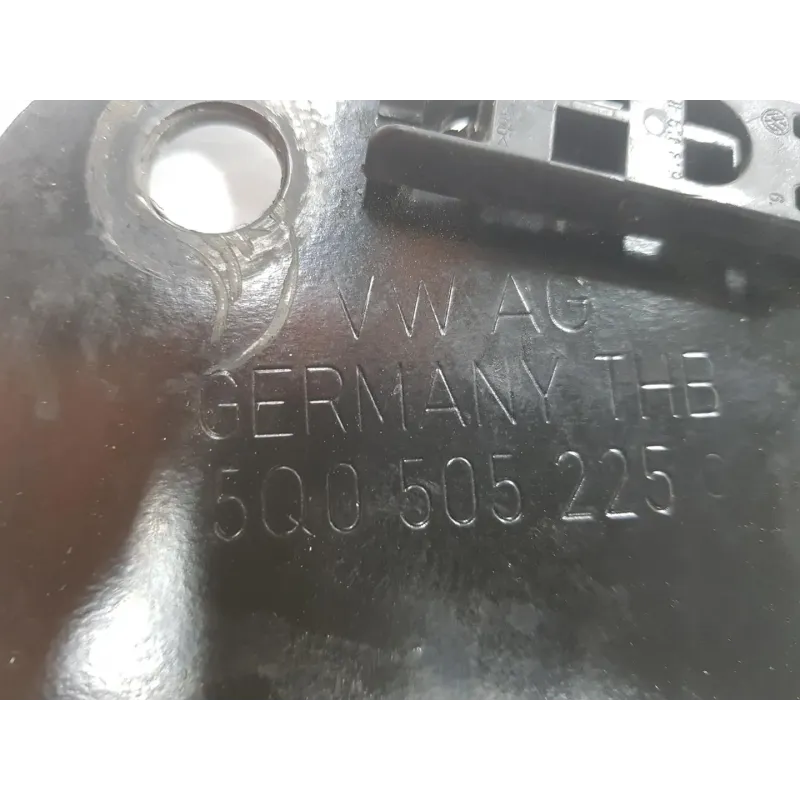 VW AG
GERMANY THB
5Q0 505 225 C